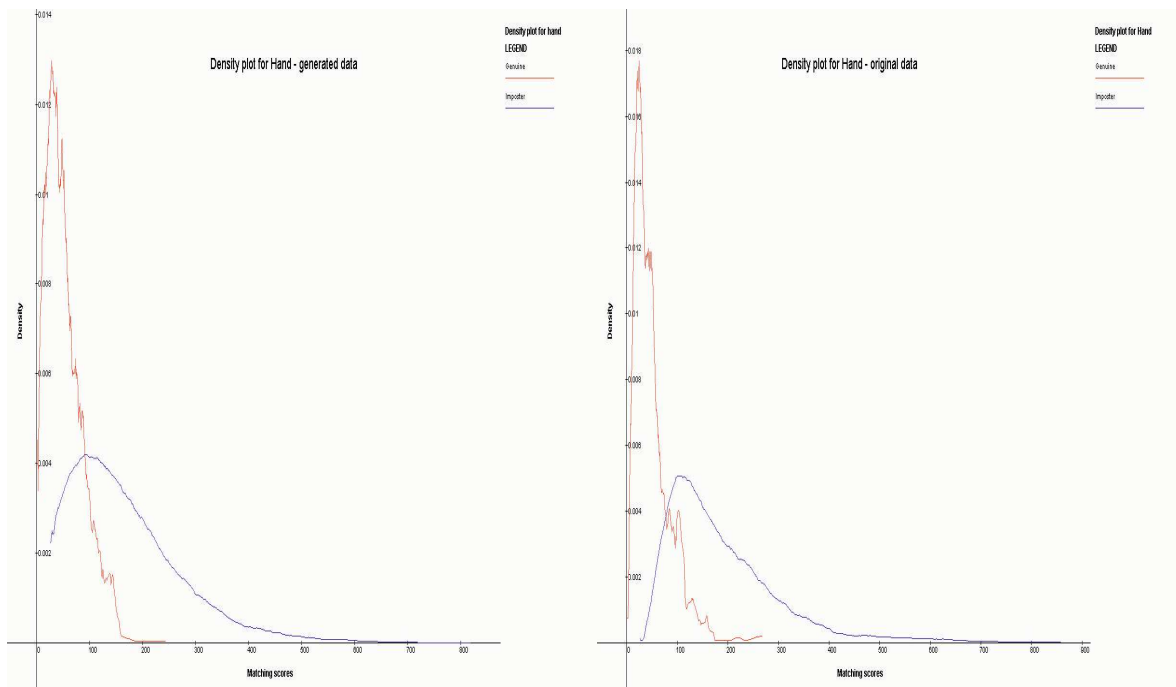 0.014
0.012
0.01
0.008
0.006
0.004
0.002
Density
0
100
200
300
400
500
600
700
800
Matching scores
Density plot for Hand - generated data
Density plot for hand
LEGEND
Genuine
Imposter
0.018
0.016
0.014
0.012
0.01
0.008
0.006
0.004
0.002
Density
0
100
200
300
400
500
600
700
800
900
Matching scores
Density plot for Hand - original data
Density plot for Hand
LEGEND
Genuine
Imposter